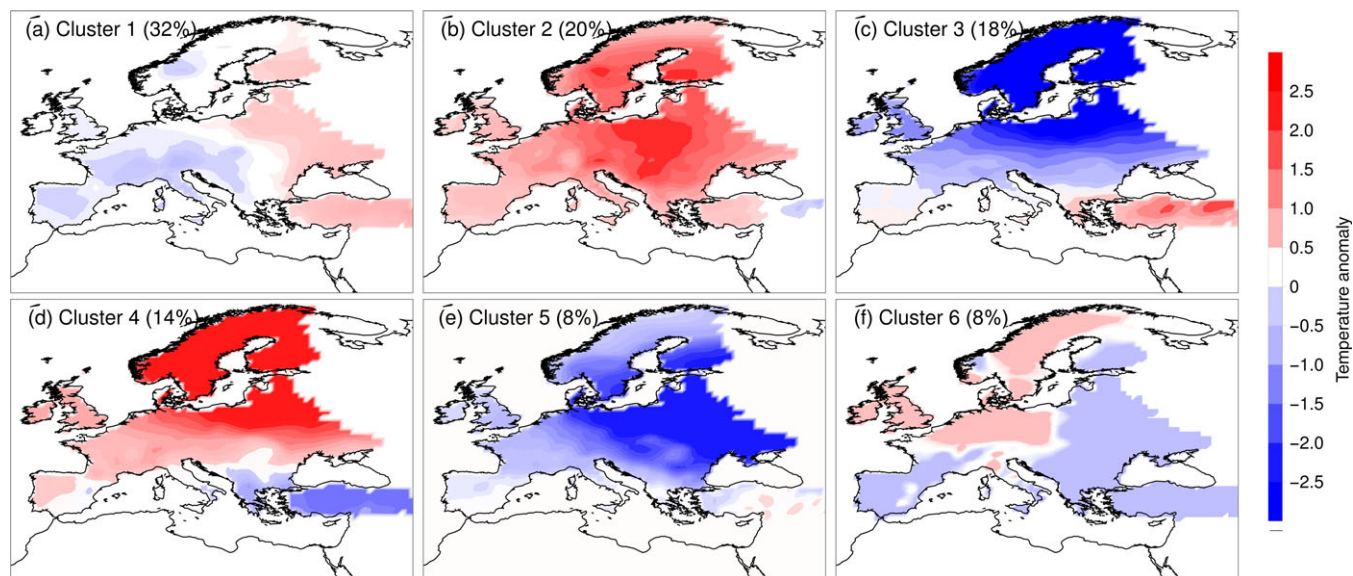 (a) Cluster 1 (32%)
(b) Cluster 2 (20%)
(c) Cluster 3 (18%)
(d) Cluster 4 (14%)
(e) Cluster 5 (8%)
(f) Cluster 6 (8%)
2.5
2.0
1.5
1.0
0.5
0
−0.5
−1.0
−1.5
−2.0
−2.5
Temperature anomaly